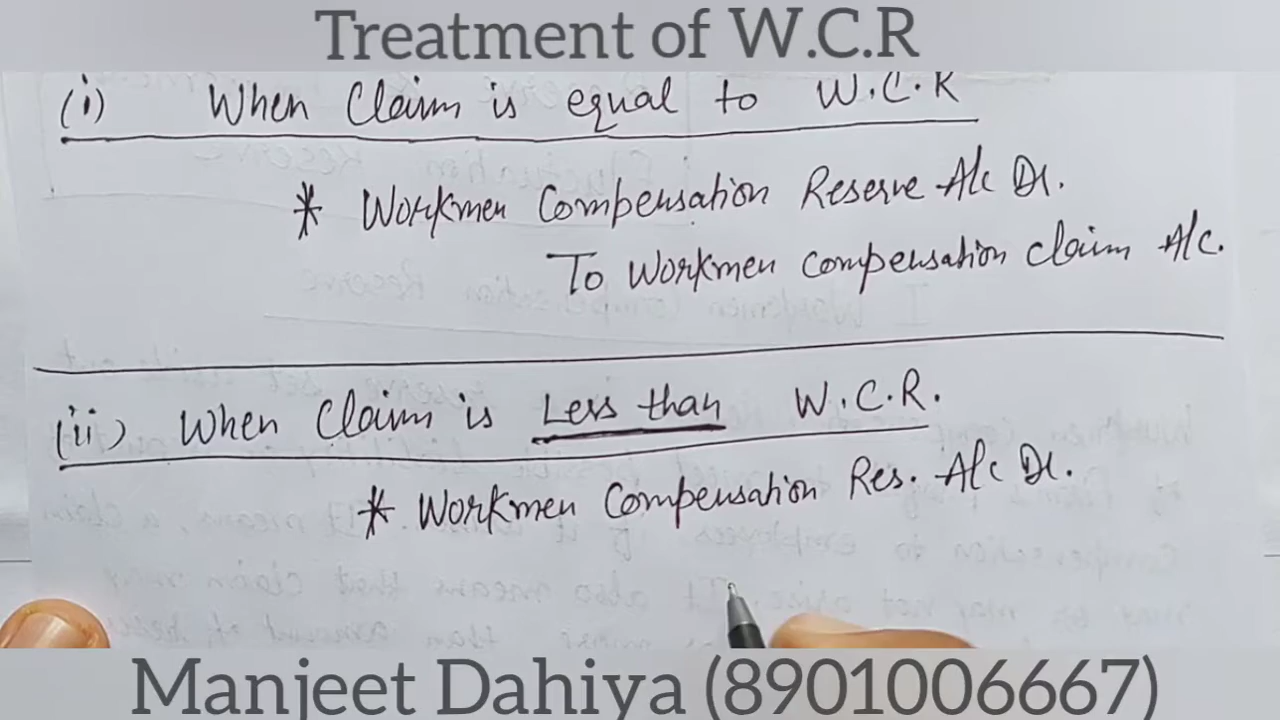 Treatment of W.C.R
(i) When Claim is equal to W.C.R
* Workmen Compensation Reserve A/c Dr.
To Workmen compensation claim A/c.
(ii) When Claim is Less than W.C.R.
* Workmen Compensation Res. A/c Dr.
Manjeet Dahiya (8901006667)